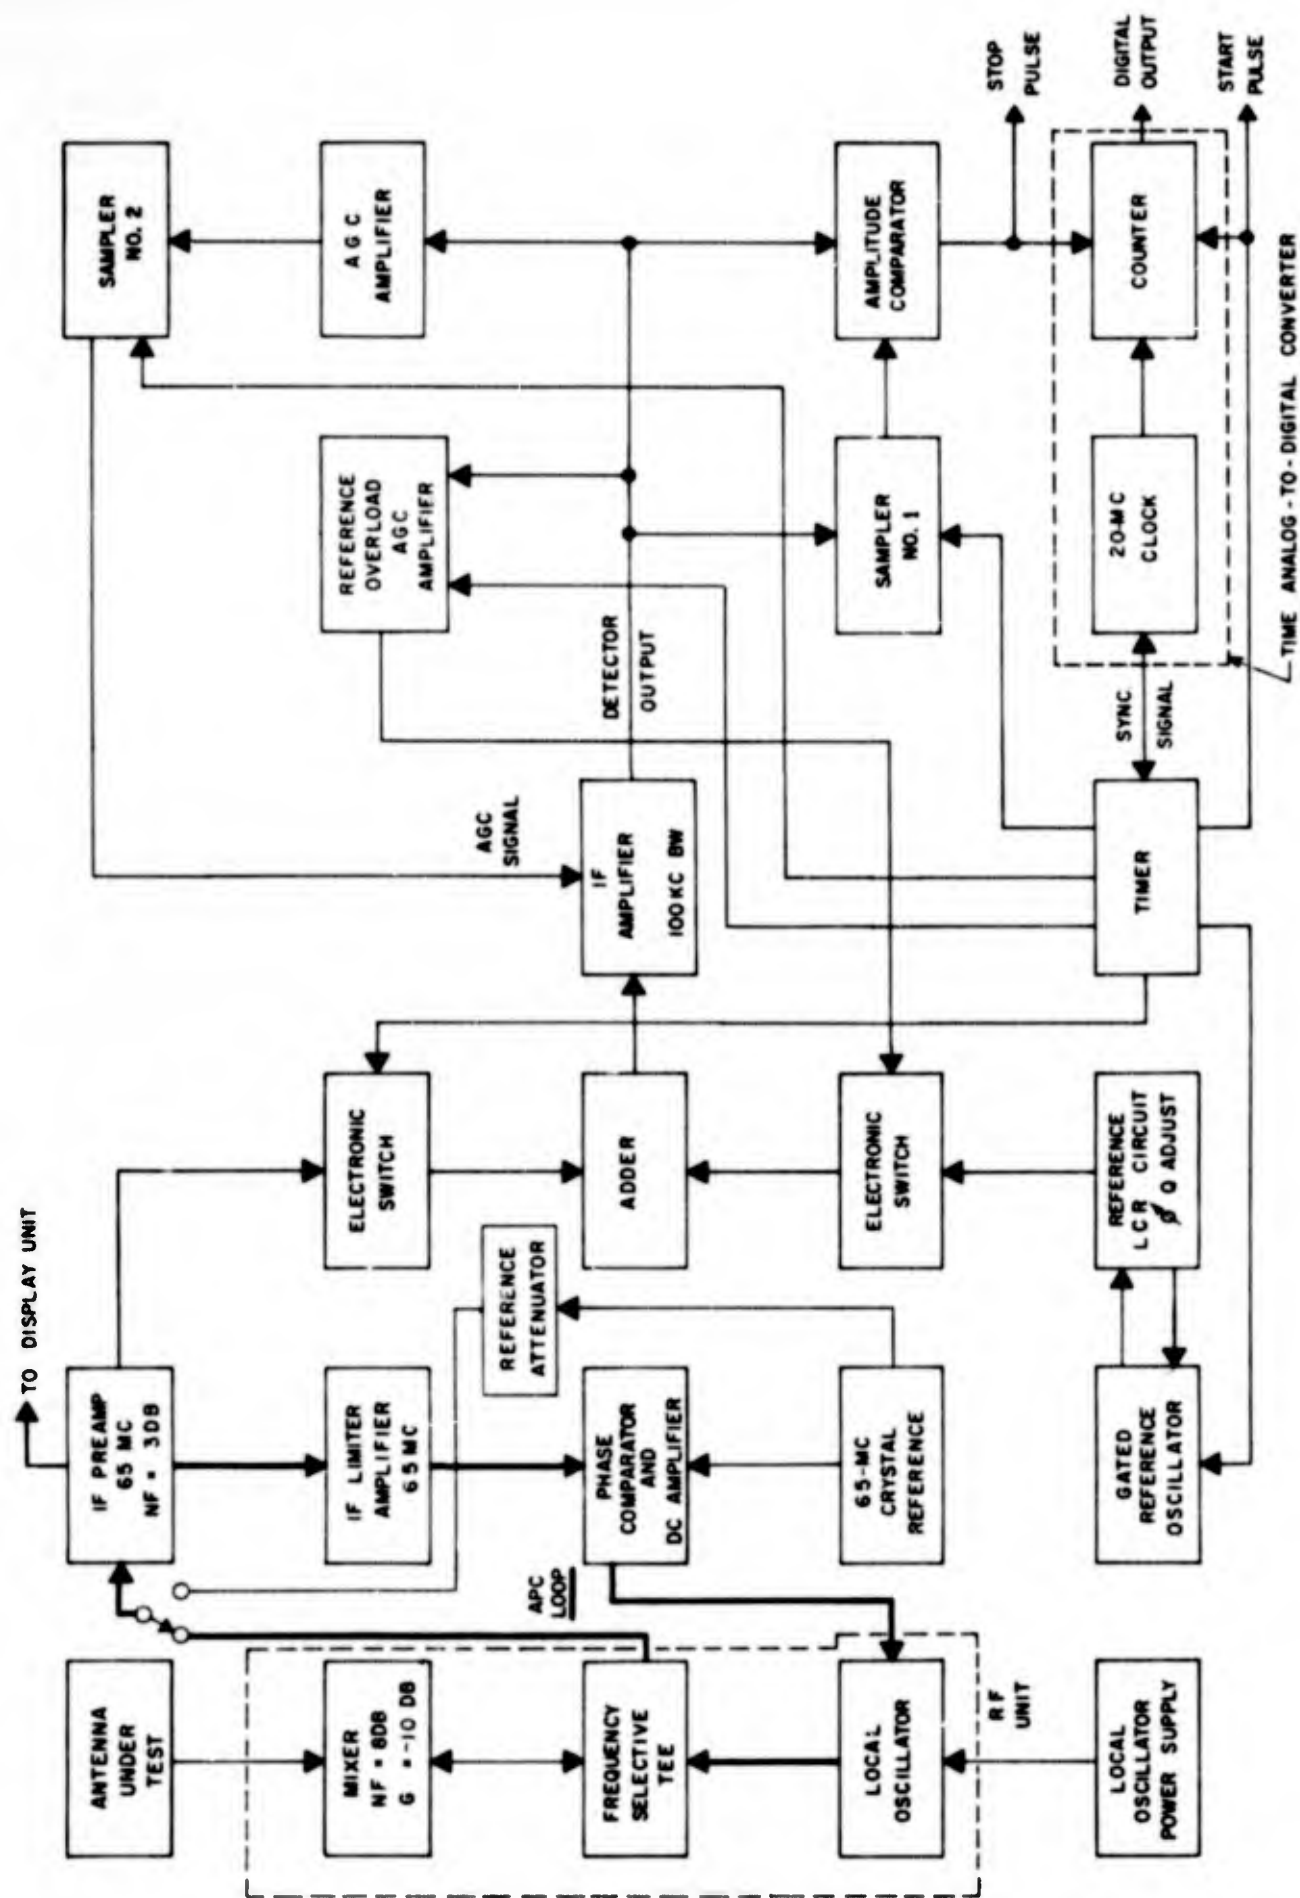 TO DISPLAY UNIT
ANTENNA
UNDER
TEST
IF PREAMP
65 MC
NF = 3DB
SAMPLER
NO. 2
MIXER
NF = 8DB
G = -10 DB
IF LIMITER
AMPLIFIER
65 MC
ELECTRONIC
SWITCH
REFERENCE
OVERLOAD
AGC
AMPLIFIER
AGC
AMPLIFIER
REFERENCE
ATTENUATOR
AGC
SIGNAL
APC
LOOP
FREQUENCY
SELECTIVE
TEE
PHASE
COMPARATOR
AND
DC AMPLIFIER
ADDER
IF
AMPLIFIER
100KC BW
DETECTOR
OUTPUT
LOCAL
OSCILLATOR
65-MC
CRYSTAL
REFERENCE
ELECTRONIC
SWITCH
SAMPLER
NO. 1
AMPLITUDE
COMPARATOR
RF
UNIT
STOP
PULSE
LOCAL
OSCILLATOR
POWER SUPPLY
GATED
REFERENCE
OSCILLATOR
REFERENCE
LCR CIRCUIT
Q ADJUST
TIMER
SYNC
SIGNAL
20-MC
CLOCK
COUNTER
DIGITAL
OUTPUT
START
PULSE
TIME ANALOG-TO-DIGITAL CONVERTER